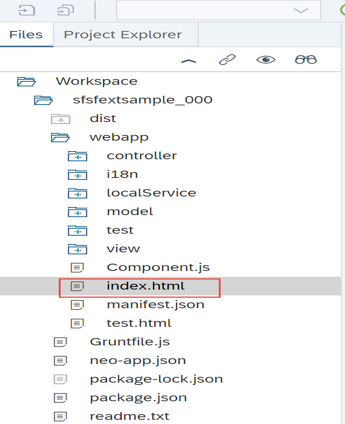 Files Project Explorer
Workspace
sfsfextsample_000
dist
webapp
controller
i18n
localService
model
test
view
Component.js
index.html
manifest.json
test.html
Gruntfile.js
neo-app.json
package-lock.json
package.json
readme.txt